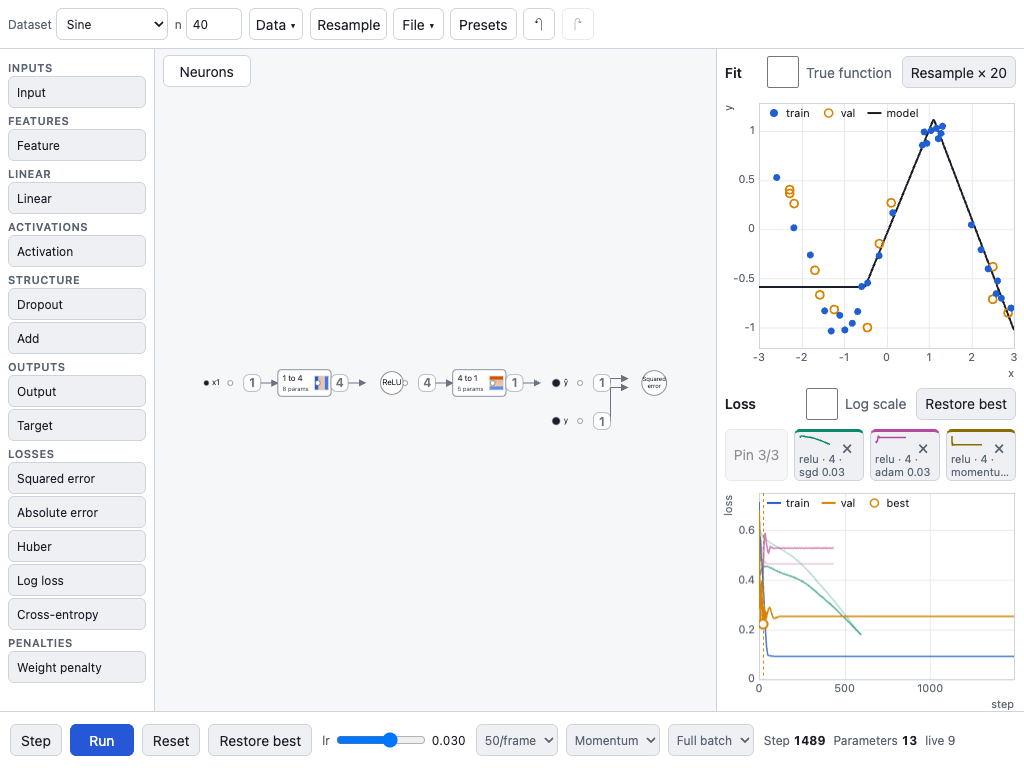 Dataset Sine n 40 Data ▾ Resample File ▾ Presets
INPUTS
Input
FEATURES
Feature
LINEAR
Linear
ACTIVATIONS
Activation
STRUCTURE
Dropout
Add
OUTPUTS
Output
Target
LOSSES
Squared error
Absolute error
Huber
Log loss
Cross-entropy
PENALTIES
Weight penalty
Neurons
x1 1 1 to 4 4 ReLU 4 4 to 1 1 ŷ 1 Squared
8 params 5 params error
y 1
Fit True function Resample × 20
y
train val model
1
0.5
0
-0.5
-1
-3 -2 -1 0 1 2 3
x
Loss Log scale Restore best
Pin 3/3
relu · 4 ·
sgd 0.03
relu · 4 ·
adam 0.03
relu · 4 ·
momentu...
loss
train val best
0.6
0.4
0.2
0
0 500 1000
step
Step Run Reset Restore best lr 0.030 50/frame Momentum Full batch Step 1489 Parameters 13 live 9